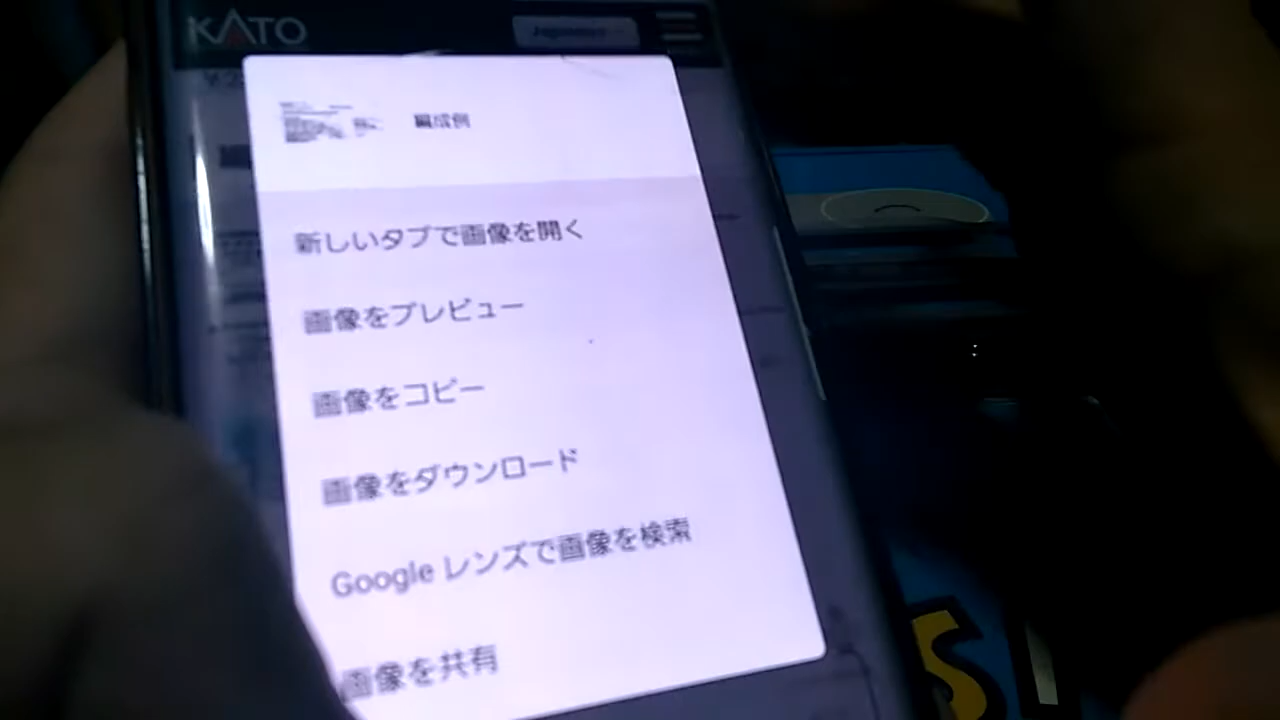 KATO
Japanese
編成例
新しいタブで画像を開く
画像をプレビュー
画像をコピー
画像をダウンロード
Google レンズで画像を検索
画像を共有
S